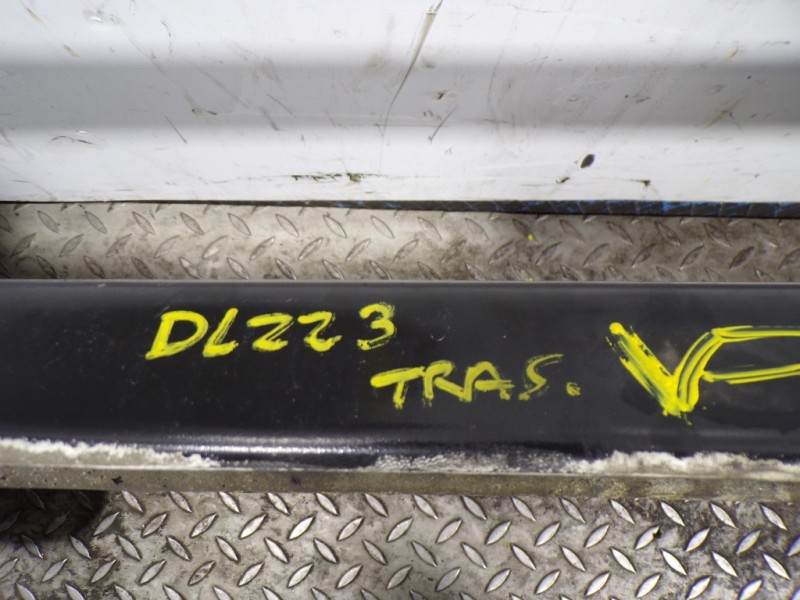 DL223
TRAS.
V